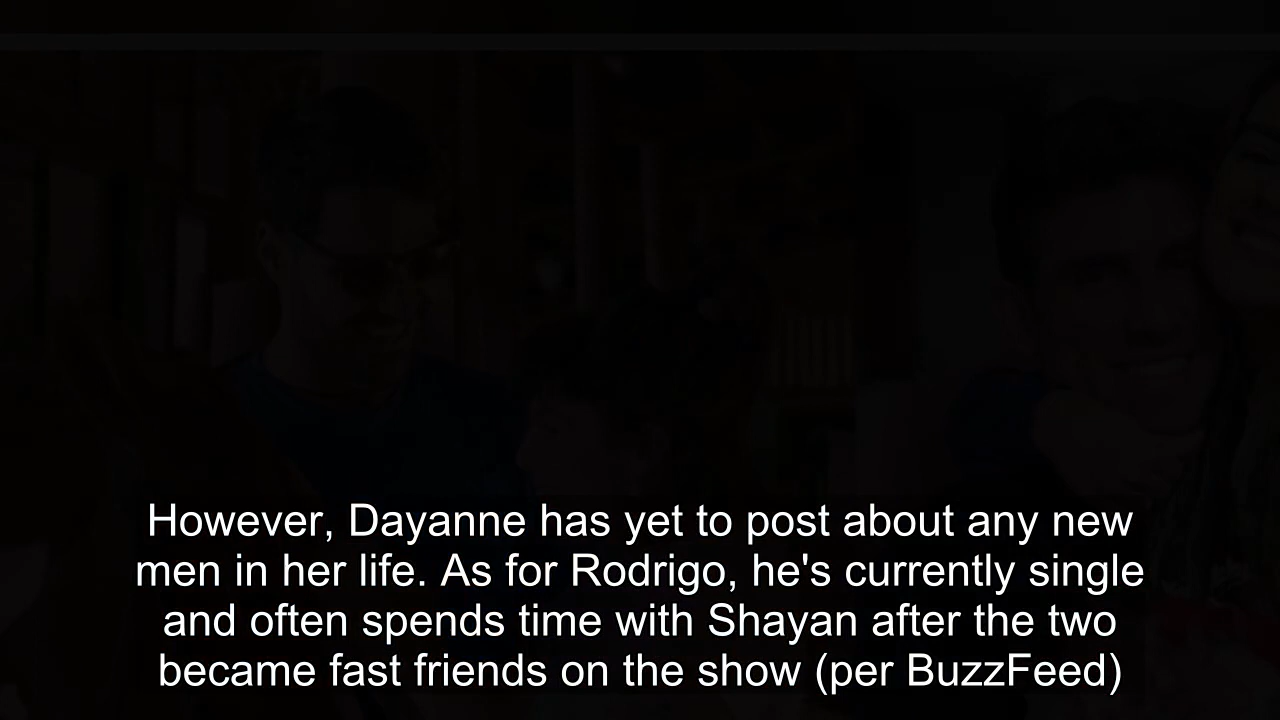 However, Dayanne has yet to post about any new
men in her life. As for Rodrigo, he's currently single
and often spends time with Shayan after the two
became fast friends on the show (per BuzzFeed)